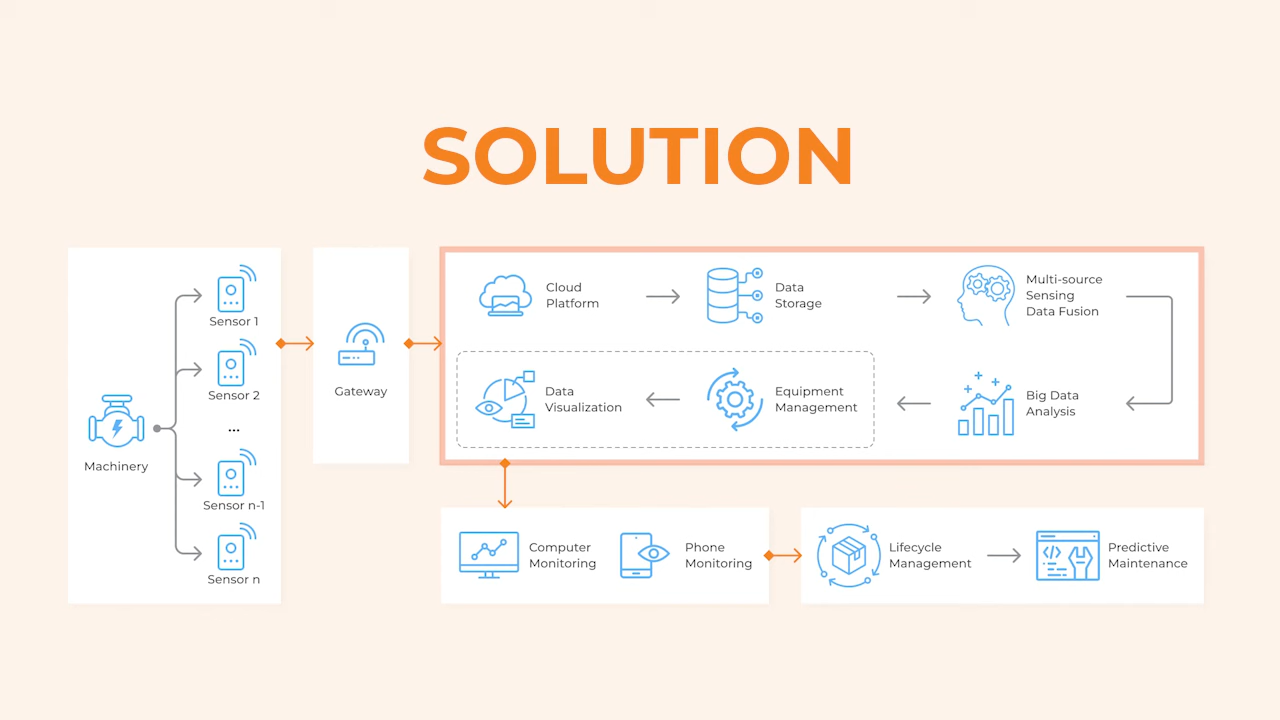 SOLUTION
Machinery
Sensor 1
Sensor 2
...
Sensor n-1
Sensor n
Gateway
Cloud
Platform
Data
Storage
Multi-source
Sensing
Data Fusion
Big Data
Analysis
Equipment
Management
Data
Visualization
Computer
Monitoring
Phone
Monitoring
Lifecycle
Management
Predictive
Maintenance